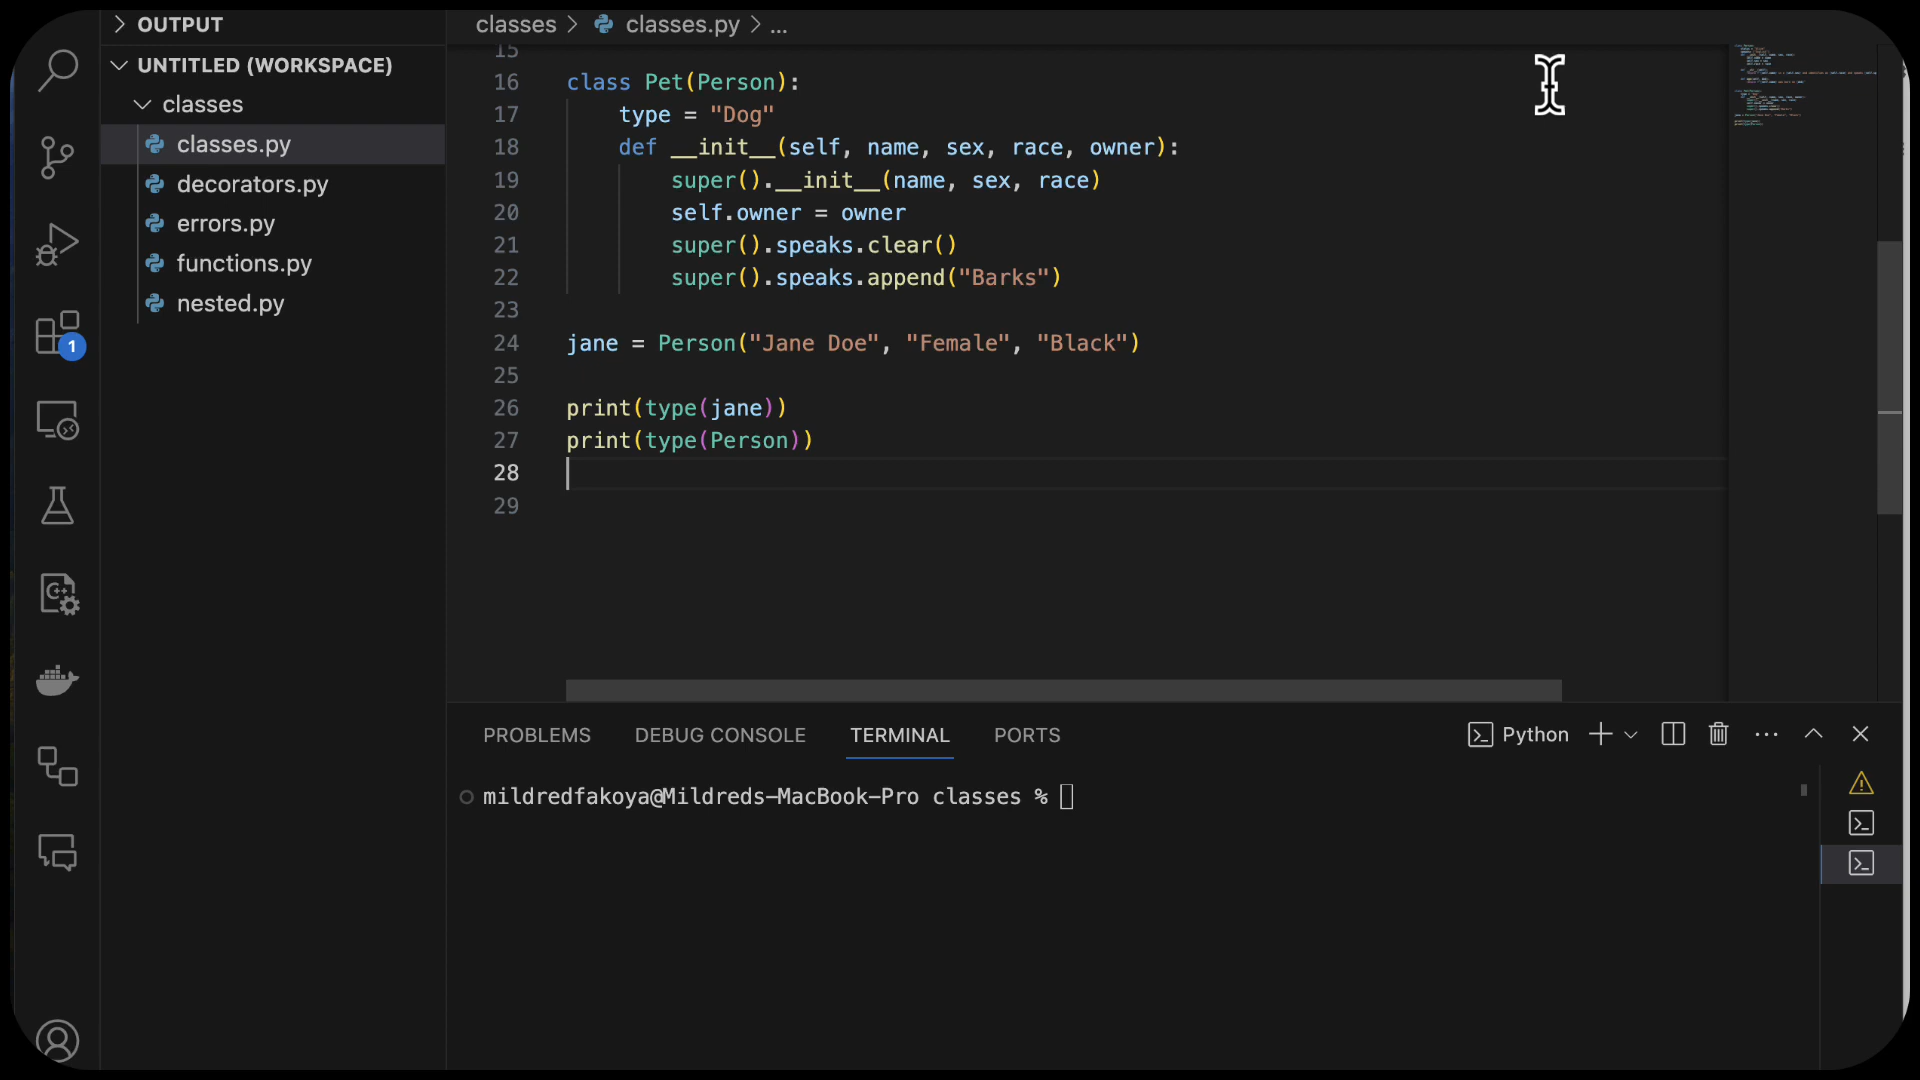 OUTPUT
UNTITLED (WORKSPACE)
classes
classes.py
decorators.py
errors.py
functions.py
nested.py
1
classes > classes.py > ...
15
16 class Pet(Person):
17 type = "Dog"
18 def __init__(self, name, sex, race, owner):
19 super().__init__(name, sex, race)
20 self.owner = owner
21 super().speaks.clear()
22 super().speaks.append("Barks")
23
24 jane = Person("Jane Doe", "Female", "Black")
25
26 print(type(jane))
27 print(type(Person))
28
29
PROBLEMS DEBUG CONSOLE TERMINAL PORTS Python
mildredfakoya@Mildreds-MacBook-Pro classes %